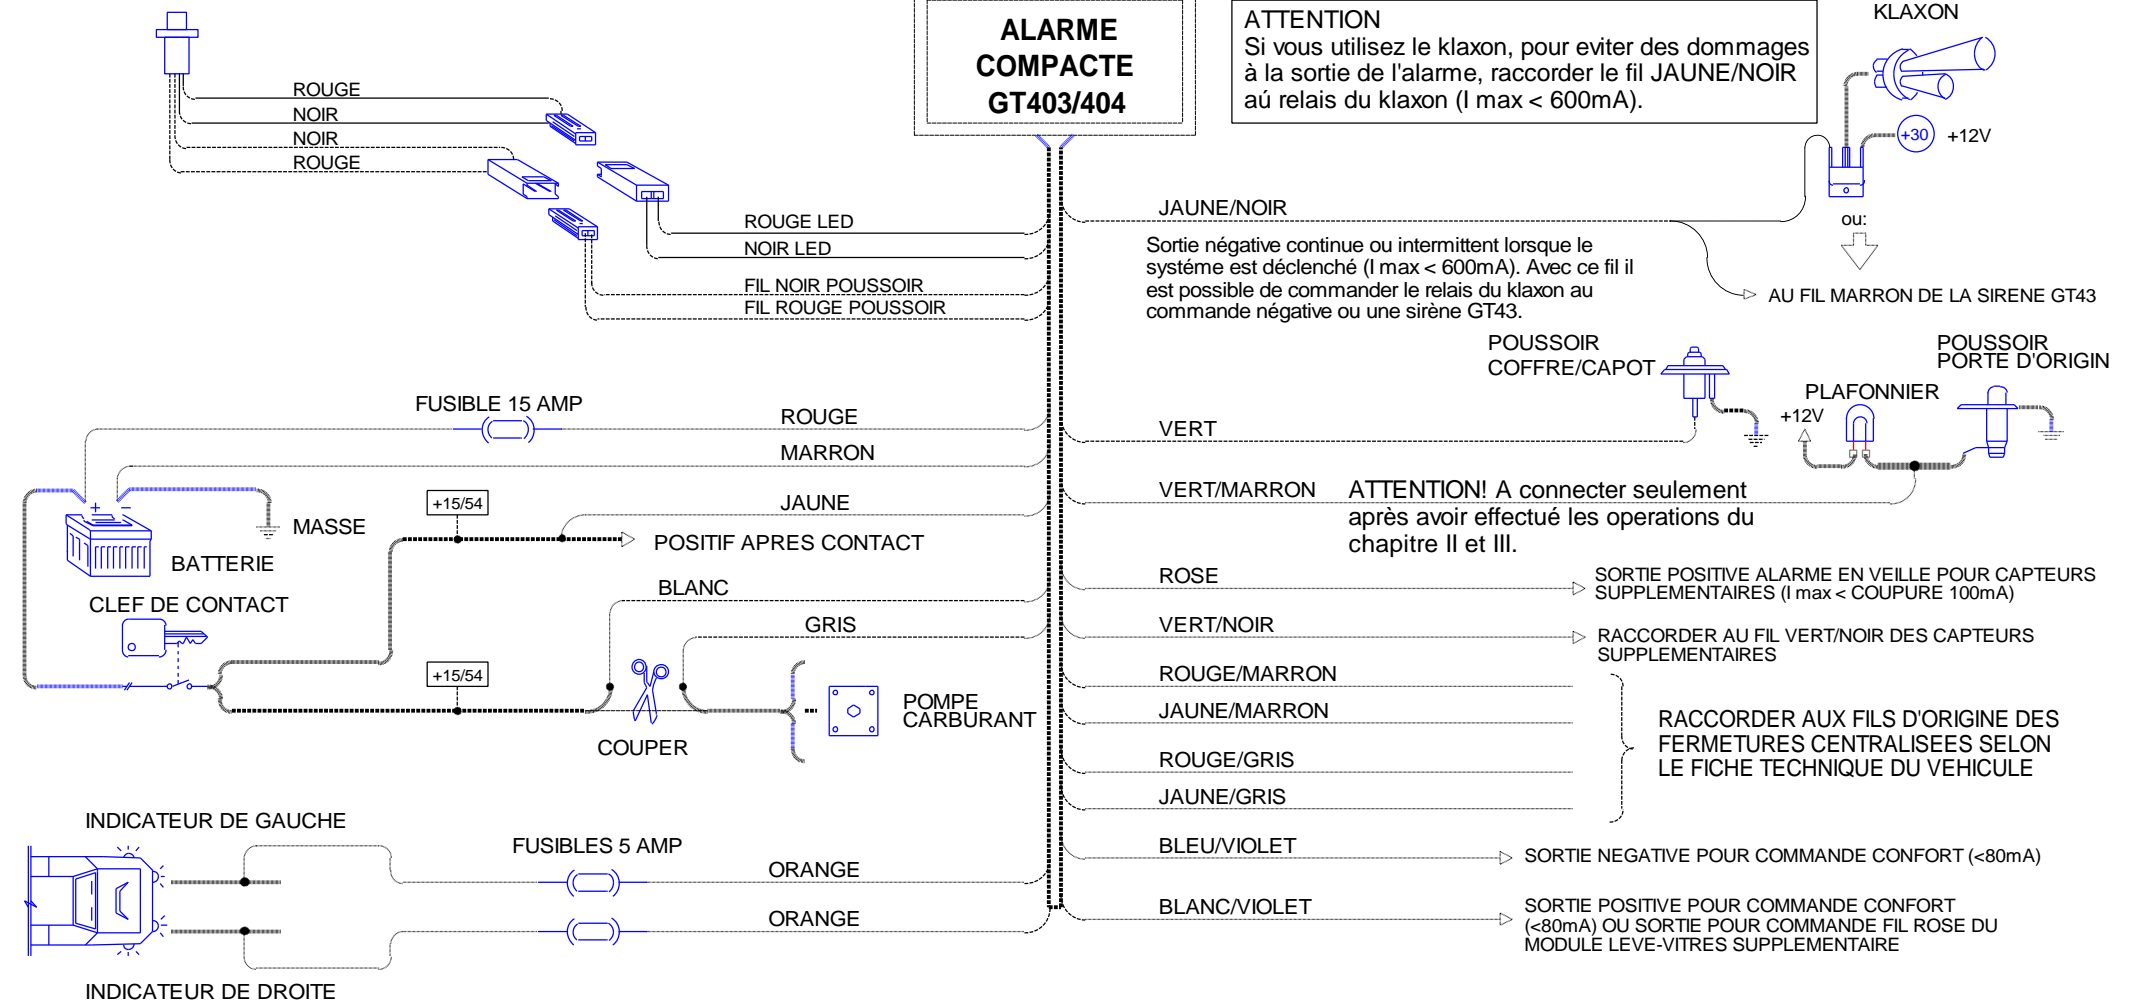 ALARME
COMPACTE
GT403/404
ATTENTION
Si vous utilisez le klaxon, pour eviter des dommages
à la sortie de l'alarme, raccorder le fil JAUNE/NOIR
aú relais du klaxon (I max < 600mA).
KLAXON
+30
+12V
ou:
ROUGE
NOIR
NOIR
ROUGE
ROUGE LED
NOIR LED
FIL NOIR POUSSOIR
FIL ROUGE POUSSOIR
JAUNE/NOIR
Sortie négative continue ou intermittent lorsque le
systéme est déclenché (I max < 600mA). Avec ce fil il
est possible de commander le relais du klaxon au
commande négative ou une sirène GT43.
AU FIL MARRON DE LA SIRENE GT43
POUSSOIR
COFFRE/CAPOT
POUSSOIR
PORTE D'ORIGIN
PLAFONNIER
+12V
FUSIBLE 15 AMP
ROUGE
MARRON
VERT
VERT/MARRON
ATTENTION! A connecter seulement
après avoir effectué les operations du
chapitre II et III.
+
−
MASSE
BATTERIE
+15/54
JAUNE
POSITIF APRES CONTACT
BLANC
GRIS
CLEF DE CONTACT
+15/54
COUPER
POMPE
CARBURANT
ROSE
SORTIE POSITIVE ALARME EN VEILLE POUR CAPTEURS
SUPPLEMENTAIRES (I max < COUPURE 100mA)
VERT/NOIR
RACCORDER AU FIL VERT/NOIR DES CAPTEURS
SUPPLEMENTAIRES
ROUGE/MARRON
JAUNE/MARRON
ROUGE/GRIS
JAUNE/GRIS
RACCORDER AUX FILS D'ORIGINE DES
FERMETURES CENTRALISEES SELON
LE FICHE TECHNIQUE DU VEHICULE
INDICATEUR DE GAUCHE
FUSIBLES 5 AMP
ORANGE
ORANGE
INDICATEUR DE DROITE
BLEU/VIOLET
SORTIE NEGATIVE POUR COMMANDE CONFORT (<80mA)
BLANC/VIOLET
SORTIE POSITIVE POUR COMMANDE CONFORT
(<80mA) OU SORTIE POUR COMMANDE FIL ROSE DU
MODULE LEVE-VITRES SUPPLEMENTAIRE